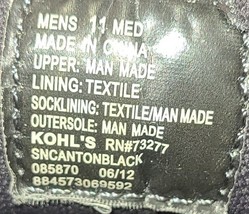 MENS 11 MED
MADE IN CHINA
UPPER: MAN MADE
LINING: TEXTILE
SOCKLINING: TEXTILE/MAN MADE
OUTERSOLE: MAN MADE
KOHL'S RN#73277
SNCANTONBLACK
085870 06/12
884573069592